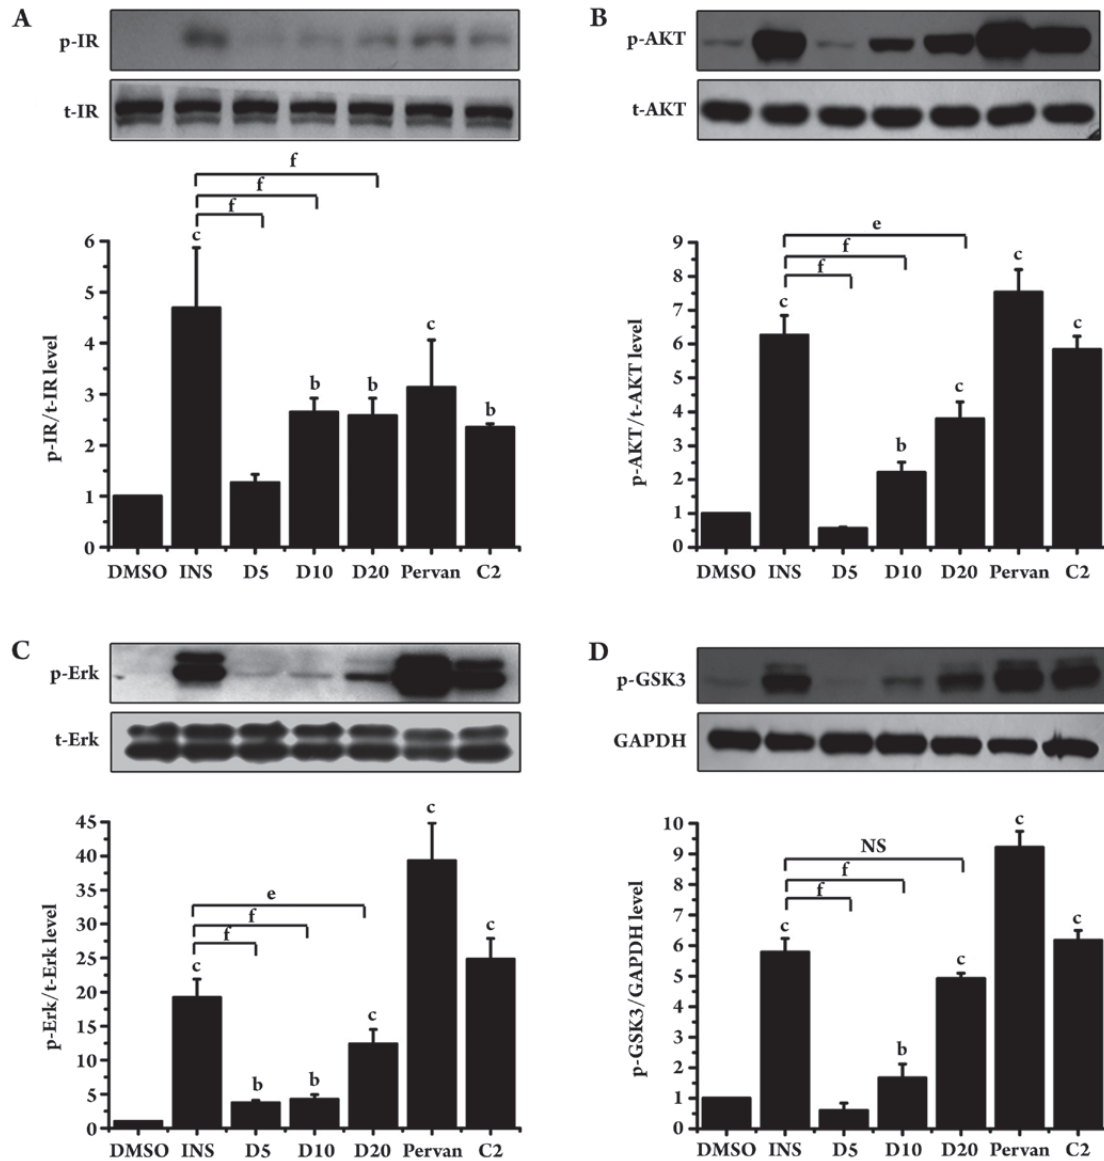 A
p-IR
t-IR
f
f
f
c
c
b
b
b
6
5
4
3
2
1
0
p-IR/t-IR level
DMSO INS D5 D10 D20 Pervan C2
B
p-AKT
t-AKT
e
f
f
c
c
c
c
b
9
8
7
6
5
4
3
2
1
0
p-AKT/t-AKT level
DMSO INS D5 D10 D20 Pervan C2
C
p-Erk
t-Erk
e
f
f
c
c
c
c
b
b
45
40
35
30
25
20
15
10
5
0
p-Erk/t-Erk level
DMSO INS D5 D10 D20 Pervan C2
D
p-GSK3
GAPDH
NS
f
f
c
c
c
c
b
10
9
8
7
6
5
4
3
2
1
0
p-GSK3/GAPDH level
DMSO INS D5 D10 D20 Pervan C2